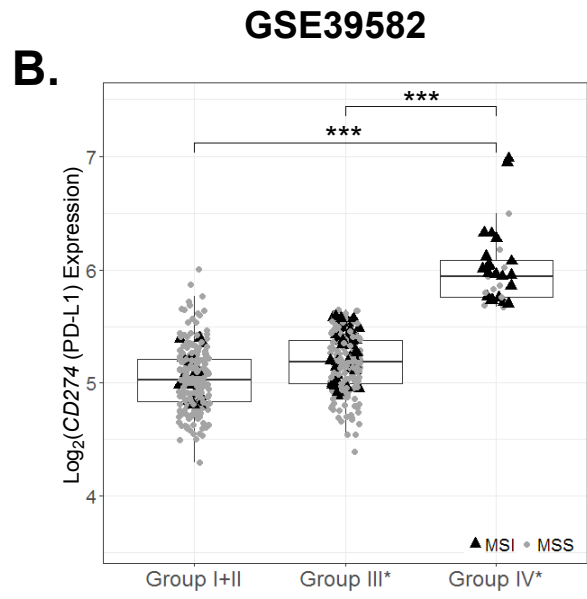 GSE39582
B.
***
***
Log2(CD274 (PD-L1) Expression)
7
6
5
4
MSI MSS
Group I+II Group III* Group IV*